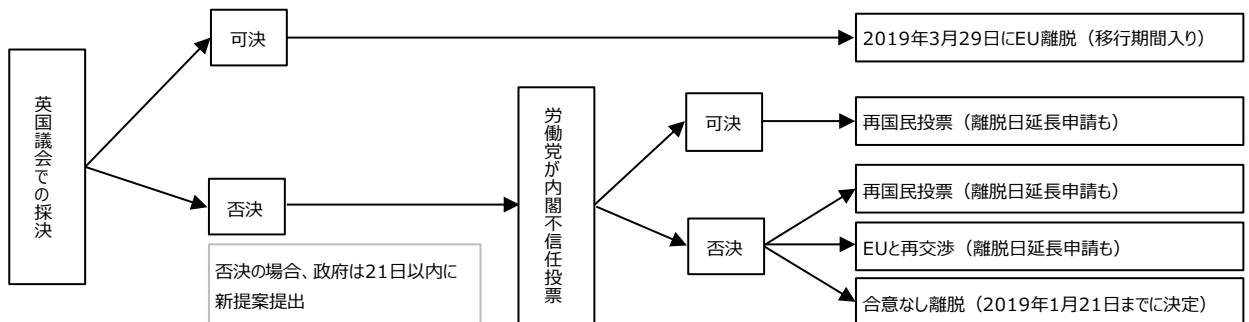 英国議会での採決
可決
2019年3月29日にEU離脱（移行期間入り）
否決
否決の場合、政府は21日以内に
新提案提出
労働党が内閣不信任投票
可決
再国民投票（離脱日延長申請も）
否決
再国民投票（離脱日延長申請も）
EUと再交渉（離脱日延長申請も）
合意なし離脱（2019年1月21日までに決定）